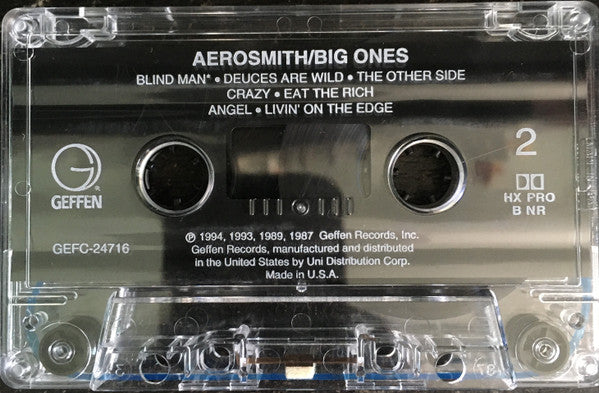 AEROSMITH/BIG ONES
BLIND MAN* • DEUCES ARE WILD • THE OTHER SIDE
CRAZY • EAT THE RICH
ANGEL • LIVIN' ON THE EDGE
G
®
GEFFEN
2
HX PRO
B NR
GEFC-24716
℗ 1994, 1993, 1989, 1987 Geffen Records, Inc.
Geffen Records, manufactured and distributed
in the United States by Uni Distribution Corp.
Made in U.S.A.